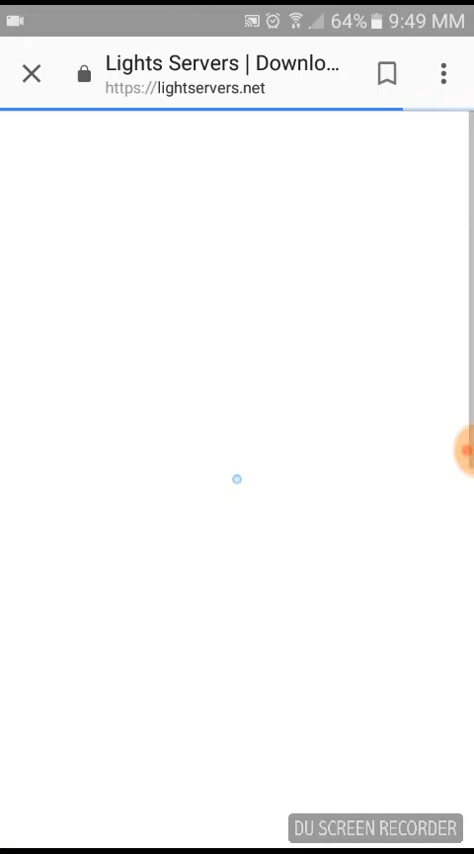 64% 9:49 MM
Lights Servers | Downlo...
https://lightservers.net
DU SCREEN RECORDER